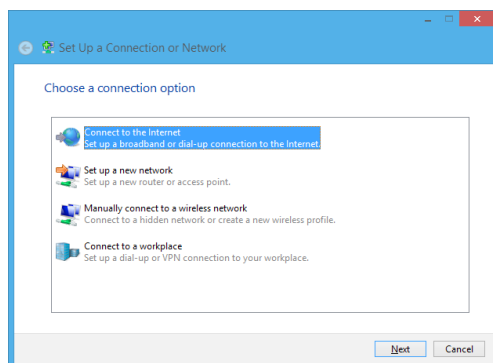 Set Up a Connection or Network
Choose a connection option
Connect to the Internet
Set up a broadband or dial-up connection to the Internet.
Set up a new network
Set up a new router or access point.
Manually connect to a wireless network
Connect to a hidden network or create a new wireless profile.
Connect to a workplace
Set up a dial-up or VPN connection to your workplace.
Next Cancel